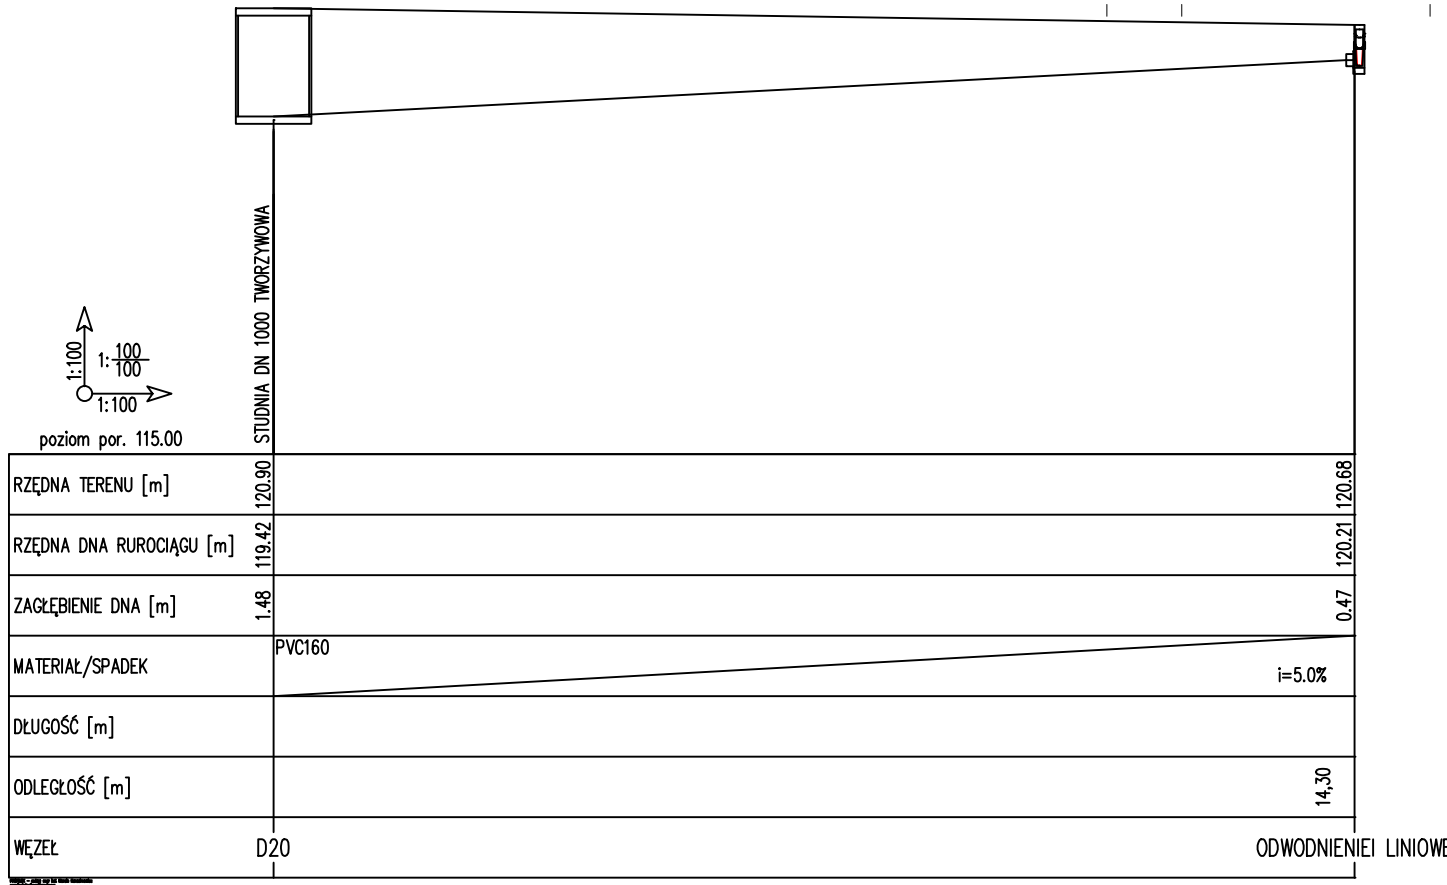 STUDNIA DN 1000 TWORZYWOWA
1:100
1:100/100
1:100
poziom por. 115.00
RZĘDNA TERENU [m] 120.90 120.68
RZĘDNA DNA RUROCIĄGU [m] 119.42 120.21
ZAGŁĘBIENIE DNA [m] 1.48 0.47
MATERIAŁ/SPADEK PVC160 i=5.0%
DŁUGOŚĆ [m]
ODLEGŁOŚĆ [m] 14,30
WĘZEŁ D20 ODWODNIENIEI LINIOWE